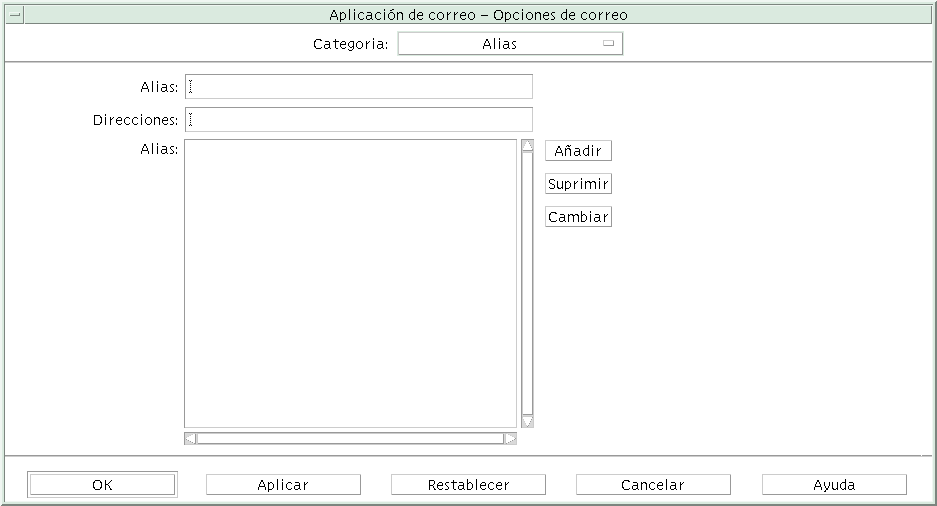 Aplicación de correo – Opciones de correo
Categoria: Alias
Alias:
Direcciones:
Alias:
Añadir
Suprimir
Cambiar
OK Aplicar Restablecer Cancelar Ayuda